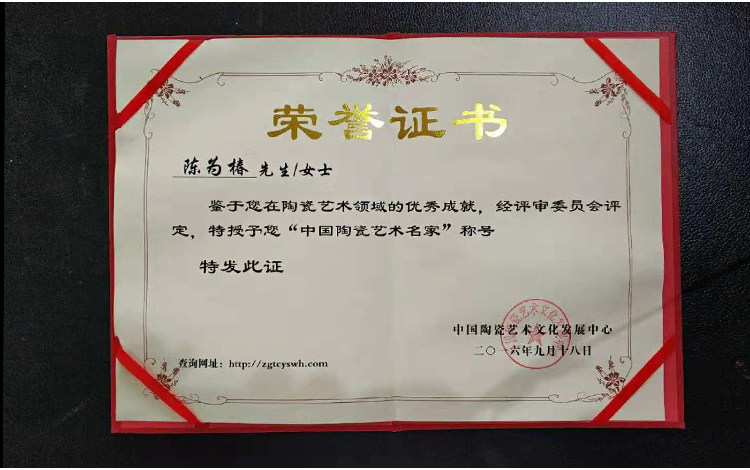 荣誉证书
陈为椿 先生/女士
鉴于您在陶瓷艺术领域的优秀成就，经评审委员会评
定，特授予您“中国陶瓷艺术名家”称号
特发此证
中国陶瓷艺术文化发展中心
二〇一六年九月十八日
查询网址：http://zgtcyswh.com